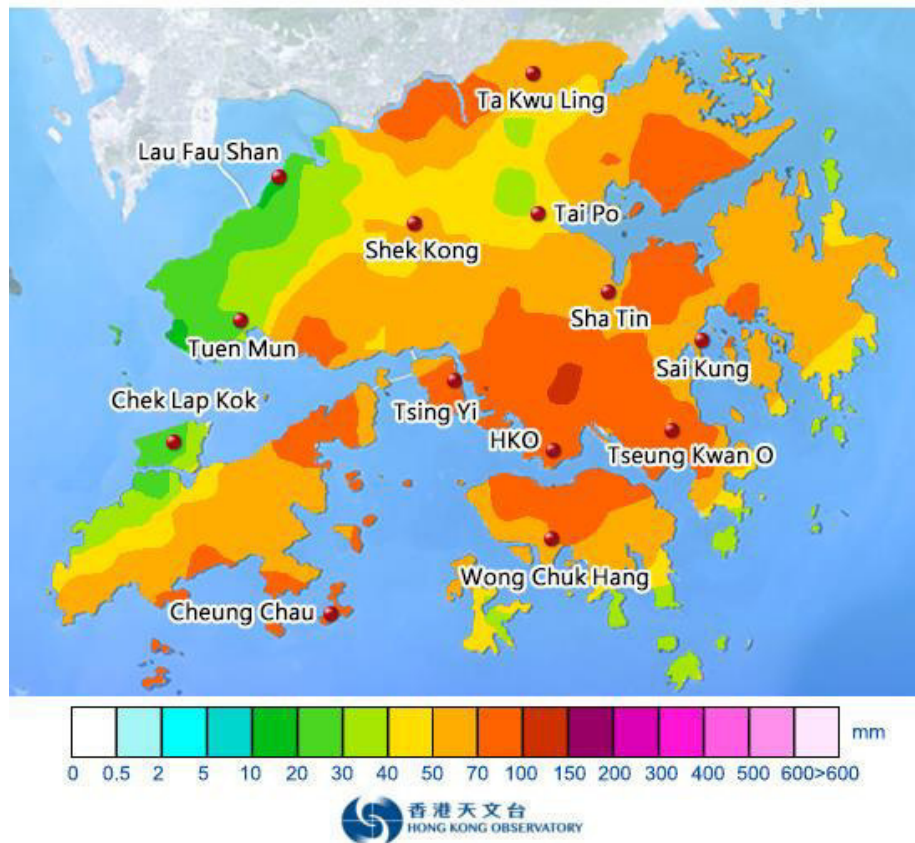 Ta Kwu Ling
Lau Fau Shan
Tai Po
Shek Kong
Sha Tin
Tuen Mun
Sai Kung
Chek Lap Kok
Tsing Yi
HKO
Tseung Kwan O
Wong Chuk Hang
Cheung Chau
mm
0 0.5 2 5 10 20 30 40 50 70 100 150 200 300 400 500 600>600
香港天文台
HONG KONG OBSERVATORY